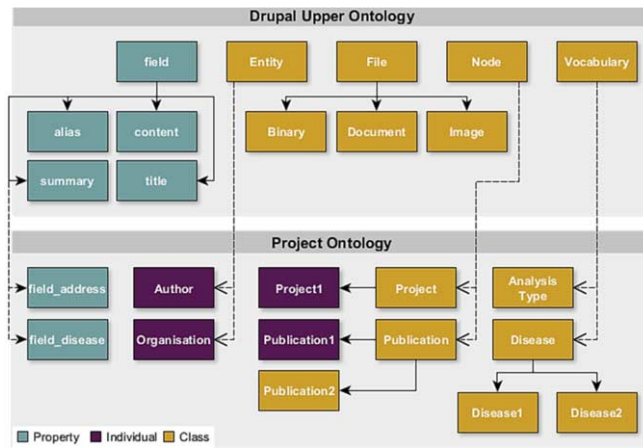 Drupal Upper Ontology
field
Entity
File
Node
Vocabulary
alias
content
Binary
Document
Image
summary
title
Project Ontology
field_address
Author
Project1
Project
Analysis
Type
field_disease
Organisation
Publication1
Publication
Disease
Publication2
Disease1
Disease2
Property
Individual
Class